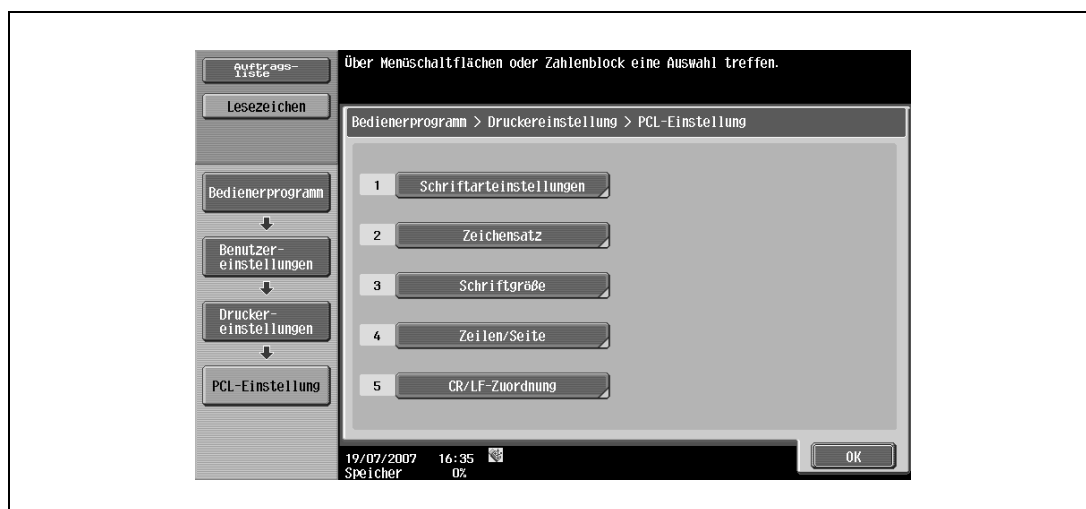 Auftrags-
liste
Lesezeichen
Über Menüschaltflächen oder Zahlenblock eine Auswahl treffen.
Bedienerprogramm > Druckereinstellung > PCL-Einstellung
Bedienerprogramm
Benutzer-
einstellungen
Drucker-
einstellungen
PCL-Einstellung
1 Schriftarteinstellungen
2 Zeichensatz
3 Schriftgröße
4 Zeilen/Seite
5 CR/LF-Zuordnung
19/07/2007 16:35
Speicher 0%
OK